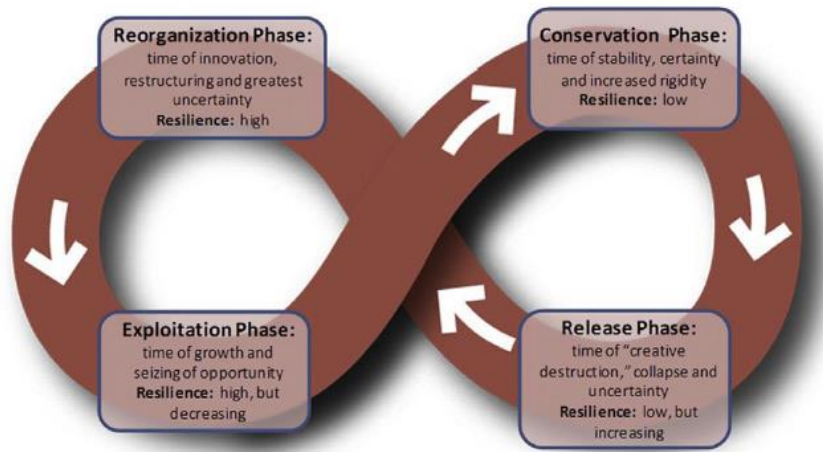 Reorganization Phase:
time of innovation,
restructuring and greatest
uncertainty
Resilience: high
Conservation Phase:
time of stability, certainty
and increased rigidity
Resilience: low
Exploitation Phase:
time of growth and
seizing of opportunity
Resilience: high, but
decreasing
Release Phase:
time of “creative
destruction,” collapse and
uncertainty
Resilience: low, but
increasing